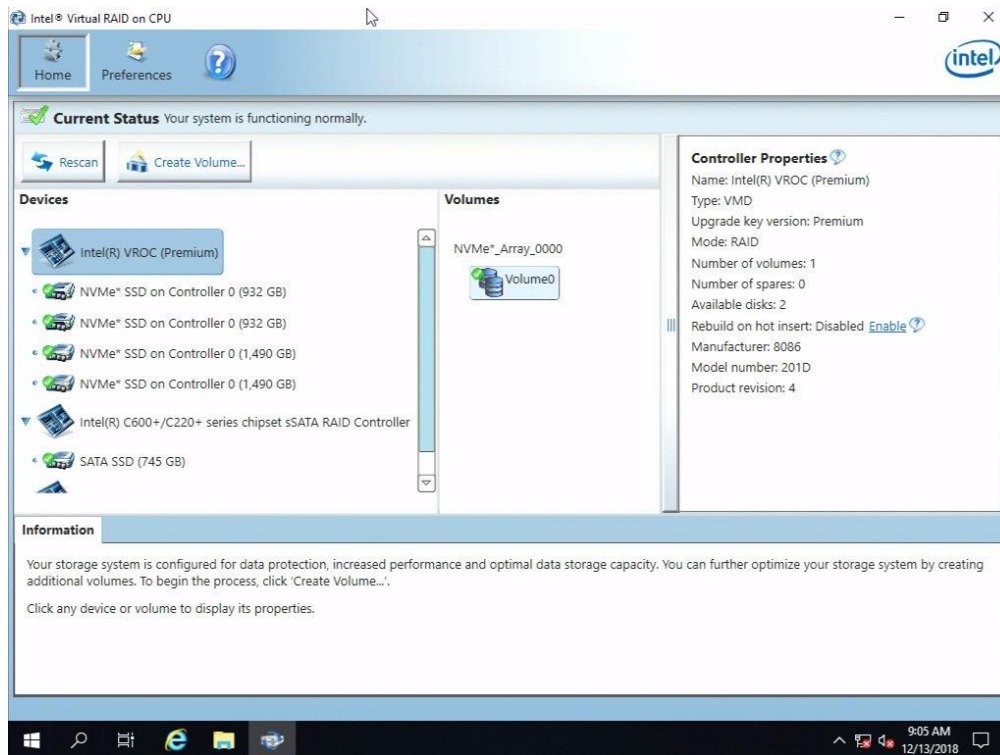 Intel® Virtual RAID on CPU
Home
Preferences
intel
Current Status Your system is functioning normally.
Rescan
Create Volume...
Devices
Intel(R) VROC (Premium)
NVMe* SSD on Controller 0 (932 GB)
NVMe* SSD on Controller 0 (932 GB)
NVMe* SSD on Controller 0 (1,490 GB)
NVMe* SSD on Controller 0 (1,490 GB)
Intel(R) C600+/C220+ series chipset sSATA RAID Controller
SATA SSD (745 GB)
Volumes
NVMe*_Array_0000
Volume0
Controller Properties
Name: Intel(R) VROC (Premium)
Type: VMD
Upgrade key version: Premium
Mode: RAID
Number of volumes: 1
Number of spares: 0
Available disks: 2
Rebuild on hot insert: Disabled Enable
Manufacturer: 8086
Model number: 201D
Product revision: 4
Information
Your storage system is configured for data protection, increased performance and optimal data storage capacity. You can further optimize your storage system by creating
additional volumes. To begin the process, click 'Create Volume...'.
Click any device or volume to display its properties.
9:05 AM
12/13/2018